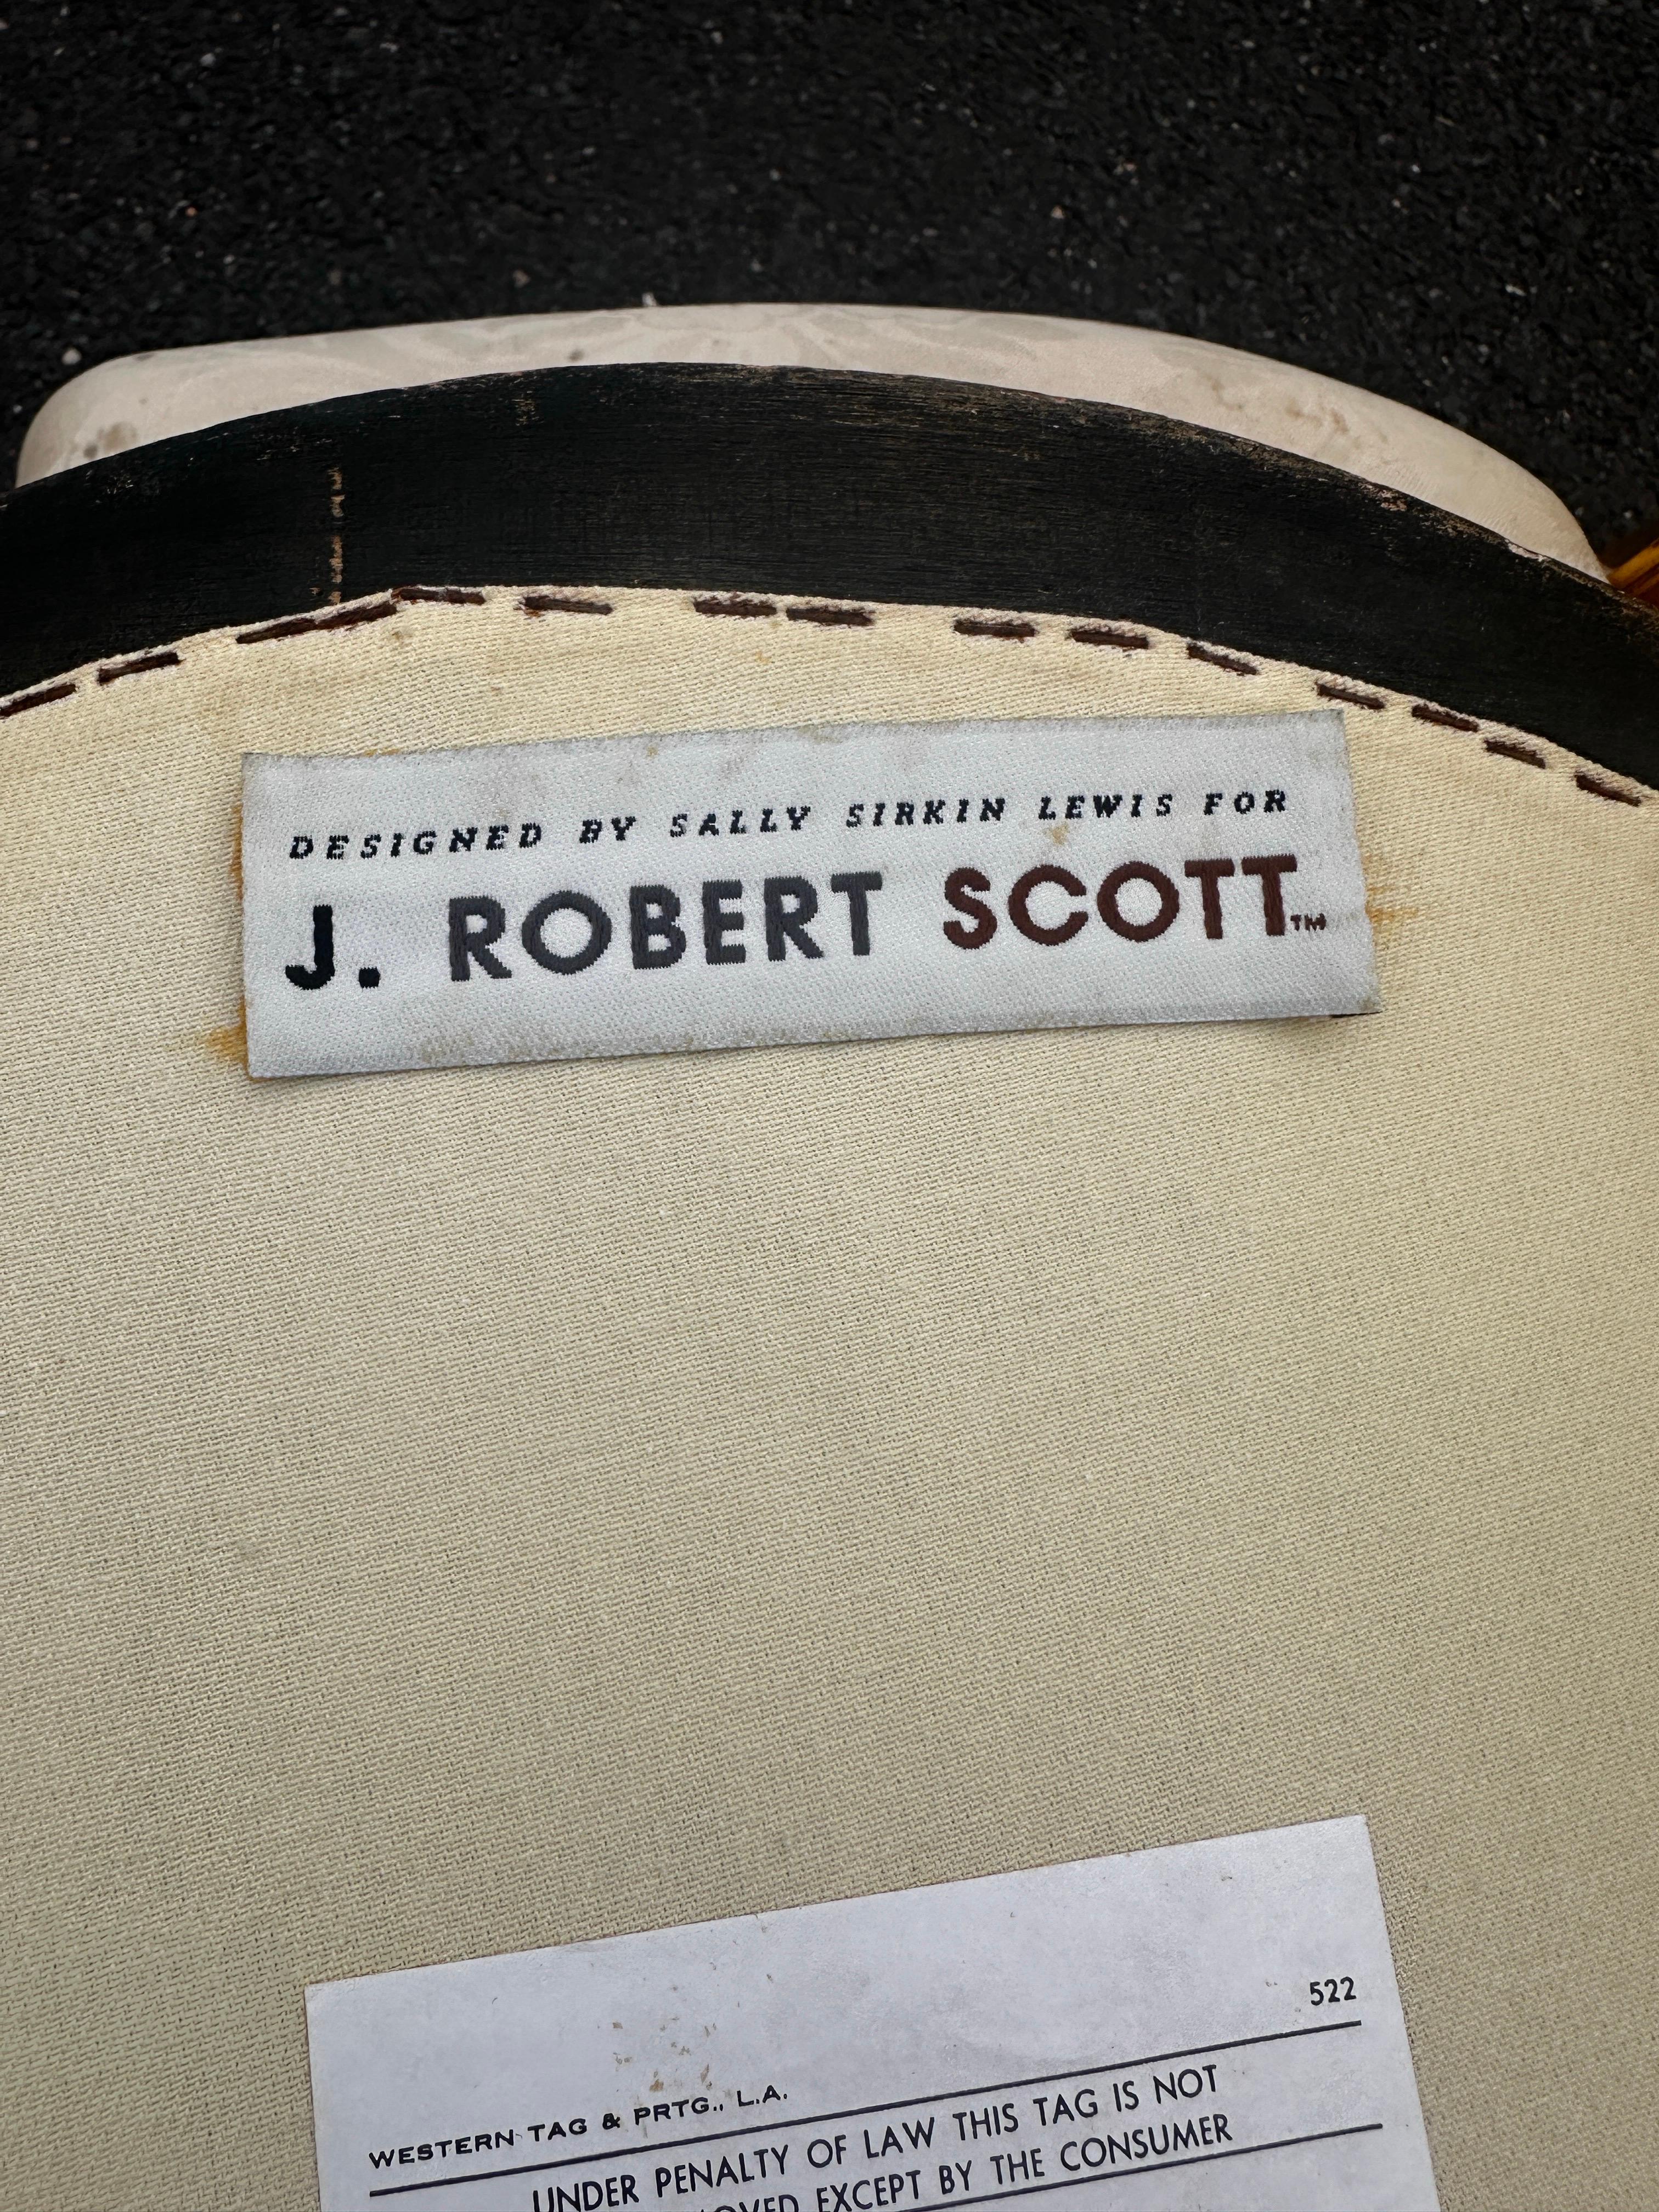 DESIGNED BY SALLY SIRKIN LEWIS FOR
J. ROBERT SCOTT™
522
WESTERN TAG & PRTG., L.A.
UNDER PENALTY OF LAW THIS TAG IS NOT
EXCEPT BY THE CONSUMER